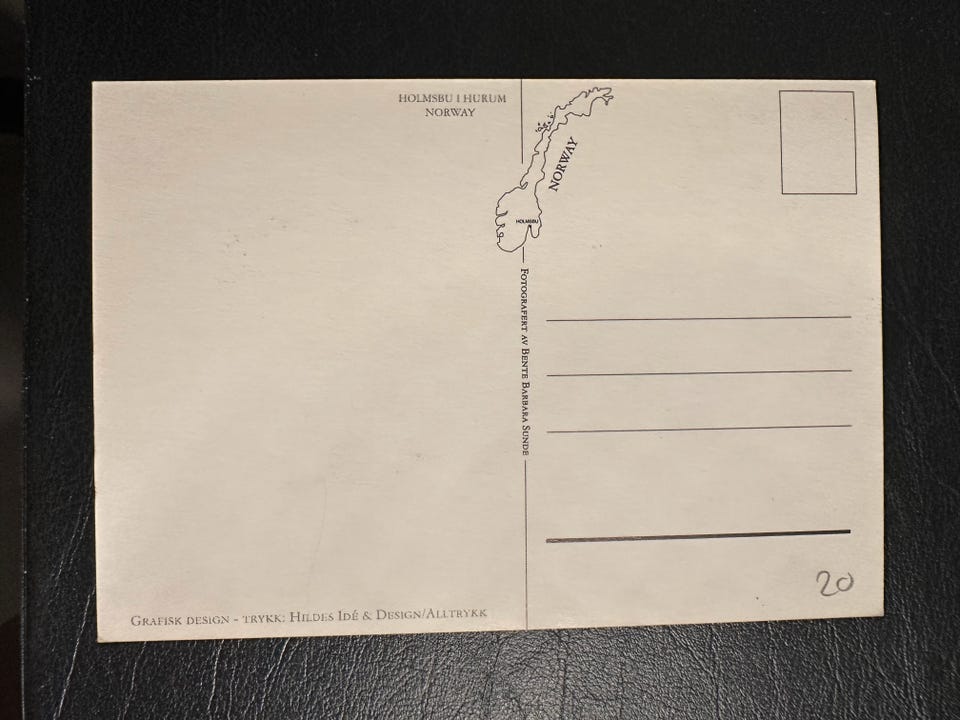 HOLMSBU I HURUM
NORWAY
NORWAY
HOLMSBU
FOTOGRAFERT AV BENTE BARBARA SUNDE
GRAFISK DESIGN - TRYKK: HILDES IDÉ & DESIGN/ALLTRYKK
20